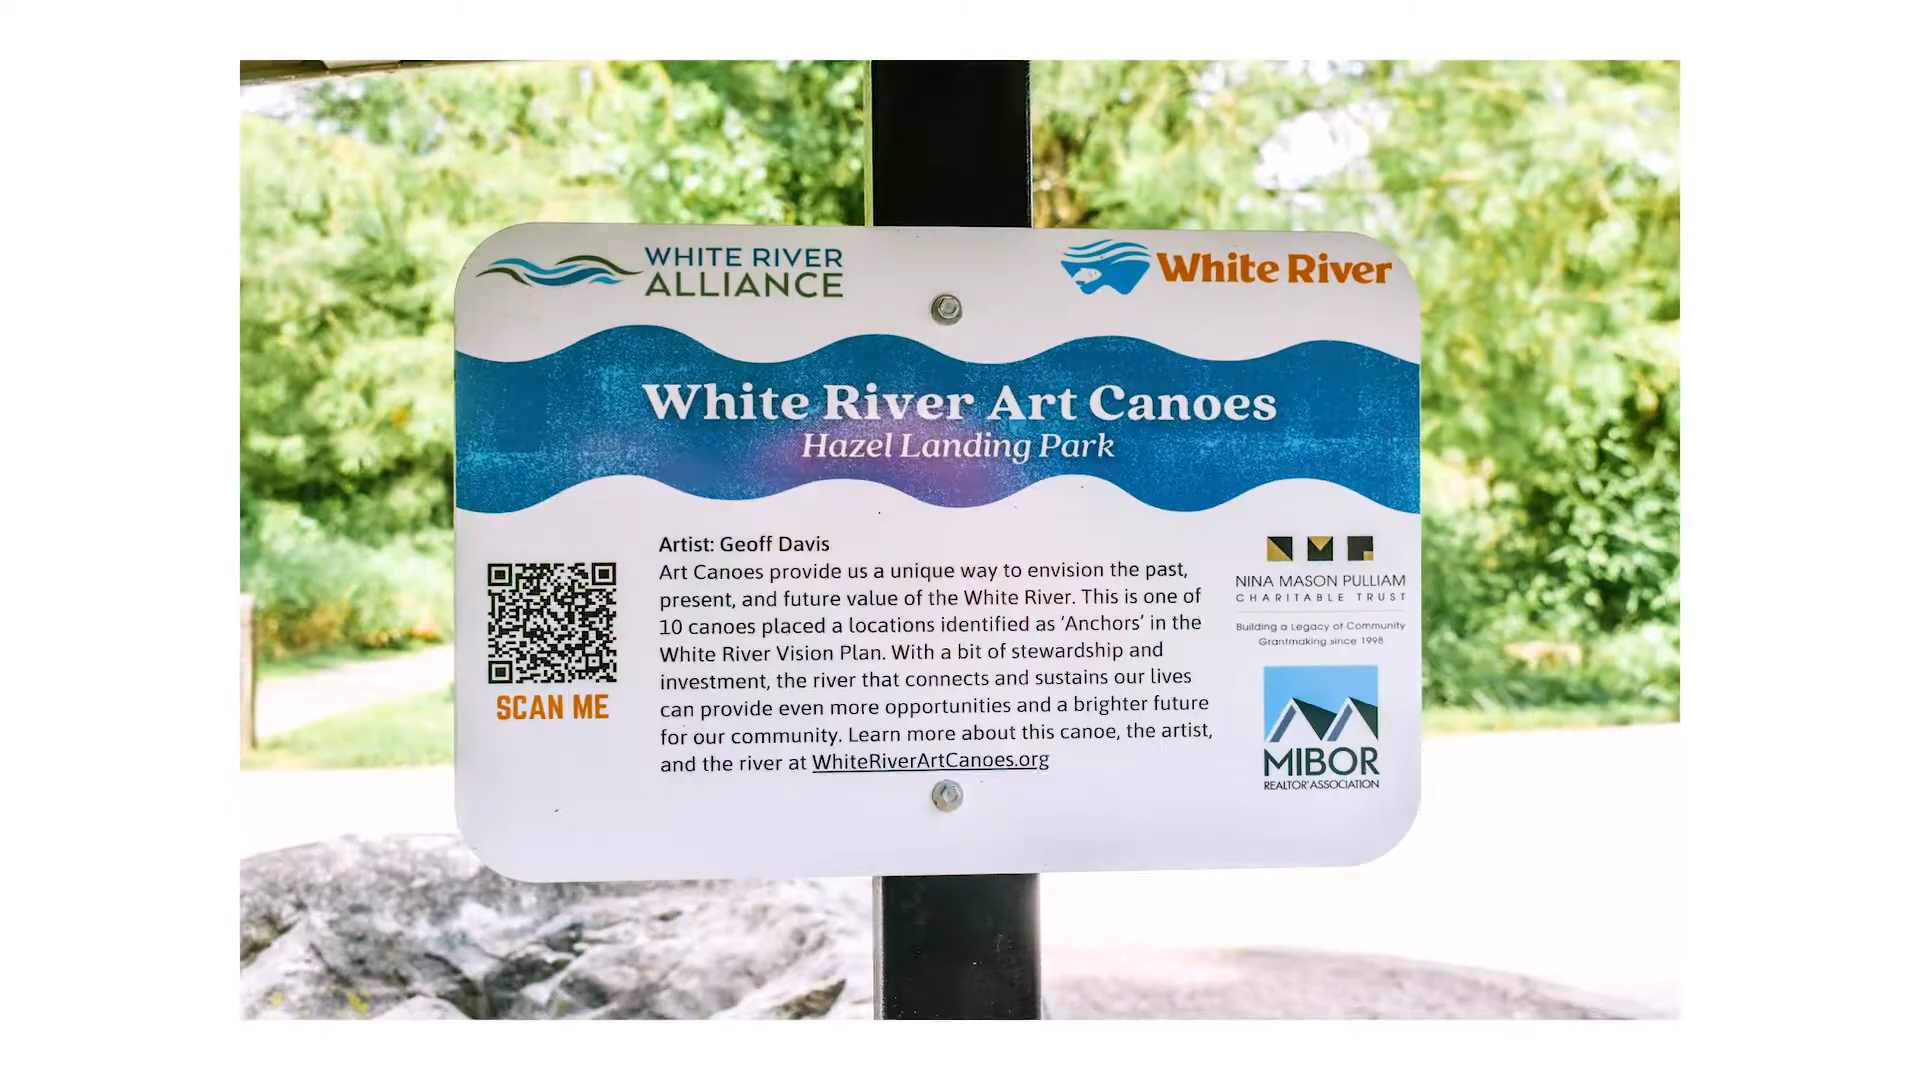 WHITE RIVER
ALLIANCE
White River
White River Art Canoes
Hazel Landing Park
Artist: Geoff Davis
Art Canoes provide us a unique way to envision the past,
present, and future value of the White River. This is one of
10 canoes placed a locations identified as ‘Anchors’ in the
White River Vision Plan. With a bit of stewardship and
investment, the river that connects and sustains our lives
can provide even more opportunities and a brighter future
for our community. Learn more about this canoe, the artist,
and the river at WhiteRiverArtCanoes.org
SCAN ME
NINA MASON PULLIAM
CHARITABLE TRUST
Building a Legacy of Community
Grantmaking since 1998
MIBOR
REALTOR® ASSOCIATION